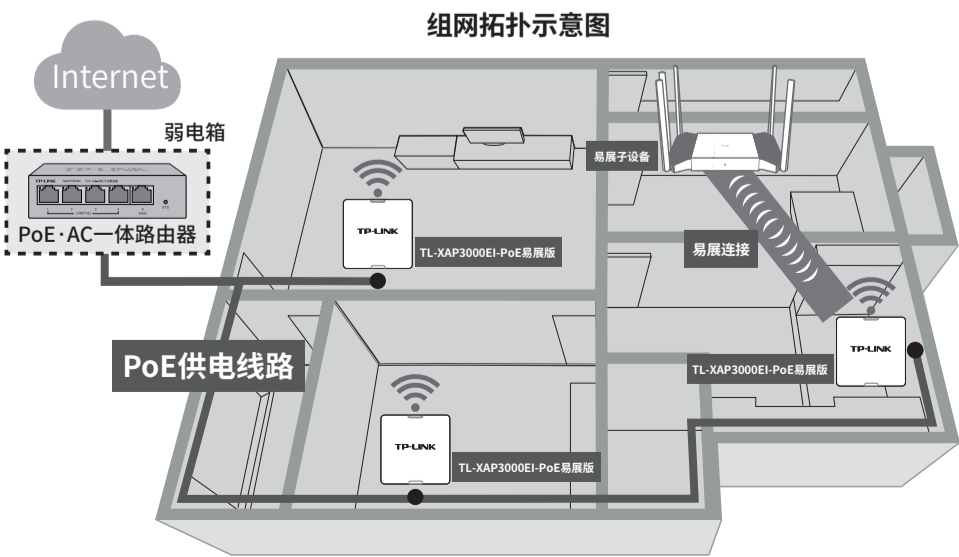 组网拓扑示意图
Internet
弱电箱
TP-LINK
PoE·AC一体路由器
易展子设备
TP-LINK
TL-XAP3000EI-PoE易展版
易展连接
PoE供电线路
TP-LINK
TL-XAP3000EI-PoE易展版
TP-LINK
TL-XAP3000EI-PoE易展版